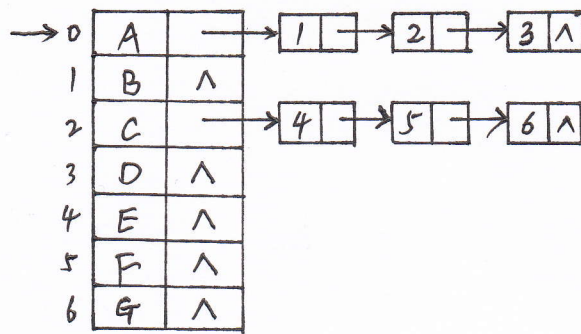 0 A 1 2 3 ∧
1 B ∧
2 C 4 5 6 ∧
3 D ∧
4 E ∧
5 F ∧
6 G ∧